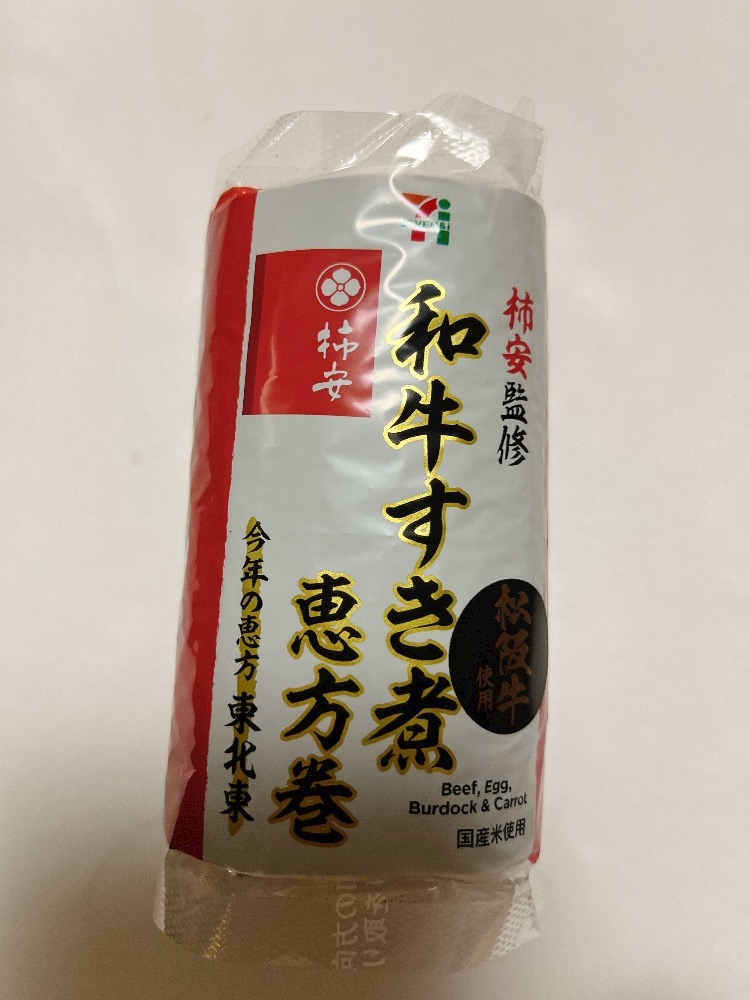 SEVEN&i
柿安
柿安監修
和牛すき煮
恵方巻
松阪牛
使用
今年の恵方 東北東
Beef, Egg,
Burdock & Carrot
国産米使用